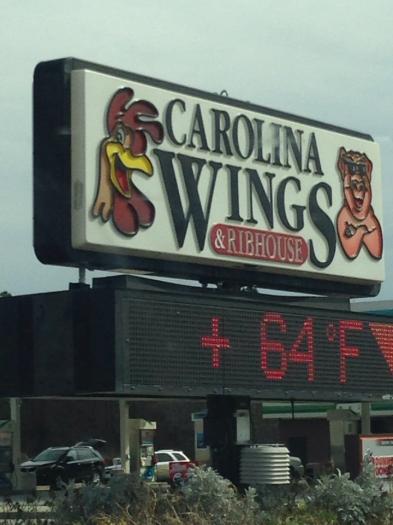 CAROLINA
WINGS
& RIBHOUSE
+ 64°F